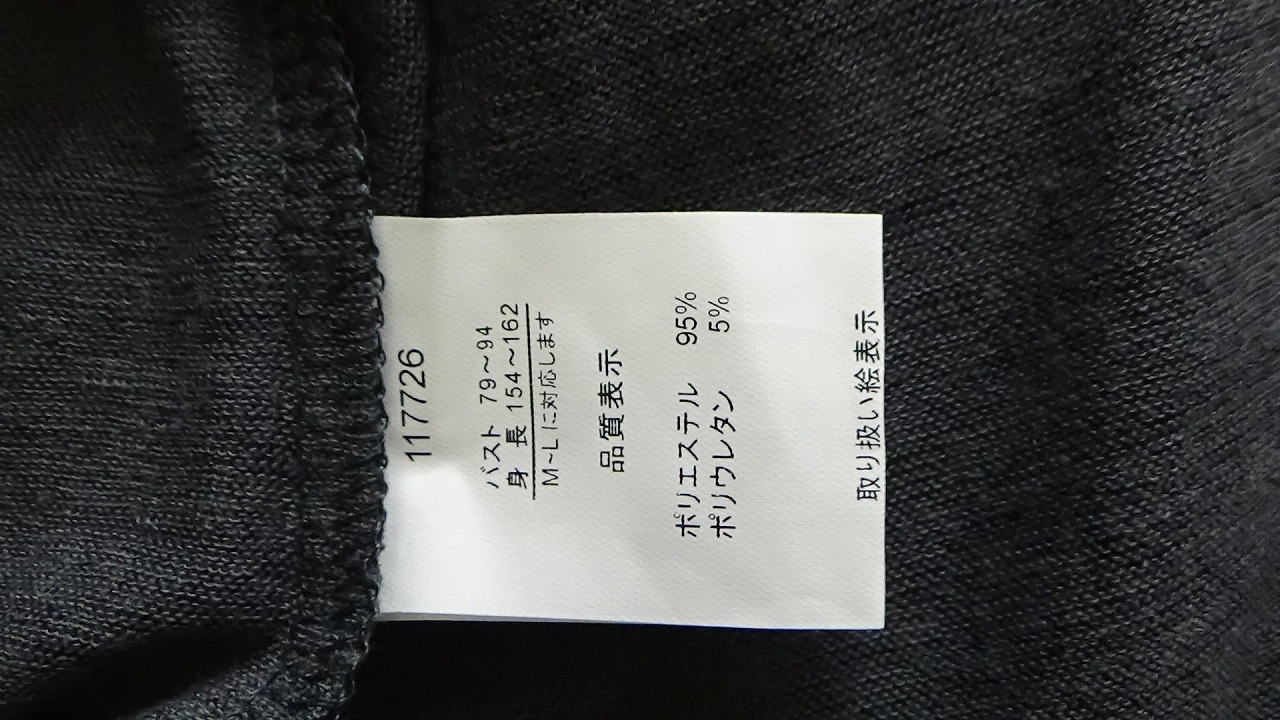 117726
バスト 79～94
身 長 154～162
M~Lに対応します
品質表示
ポリエステル 95%
ポリウレタン 5%
取り扱い絵表示